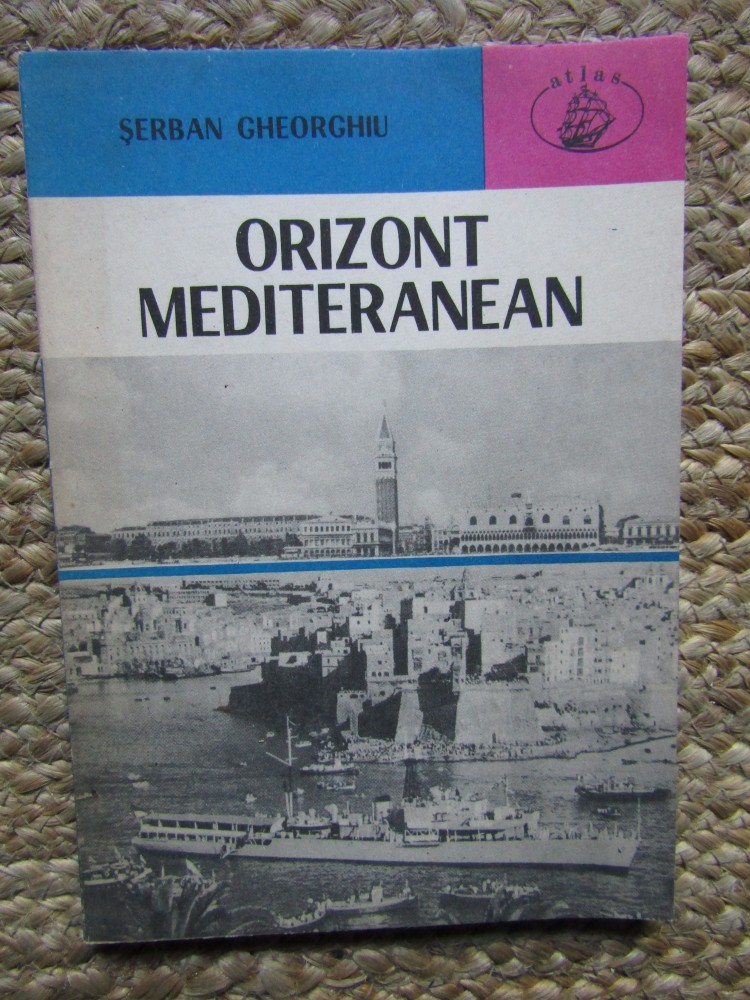 ŞERBAN GHEORGHIU
atlas
ORIZONT
MEDITERANEAN